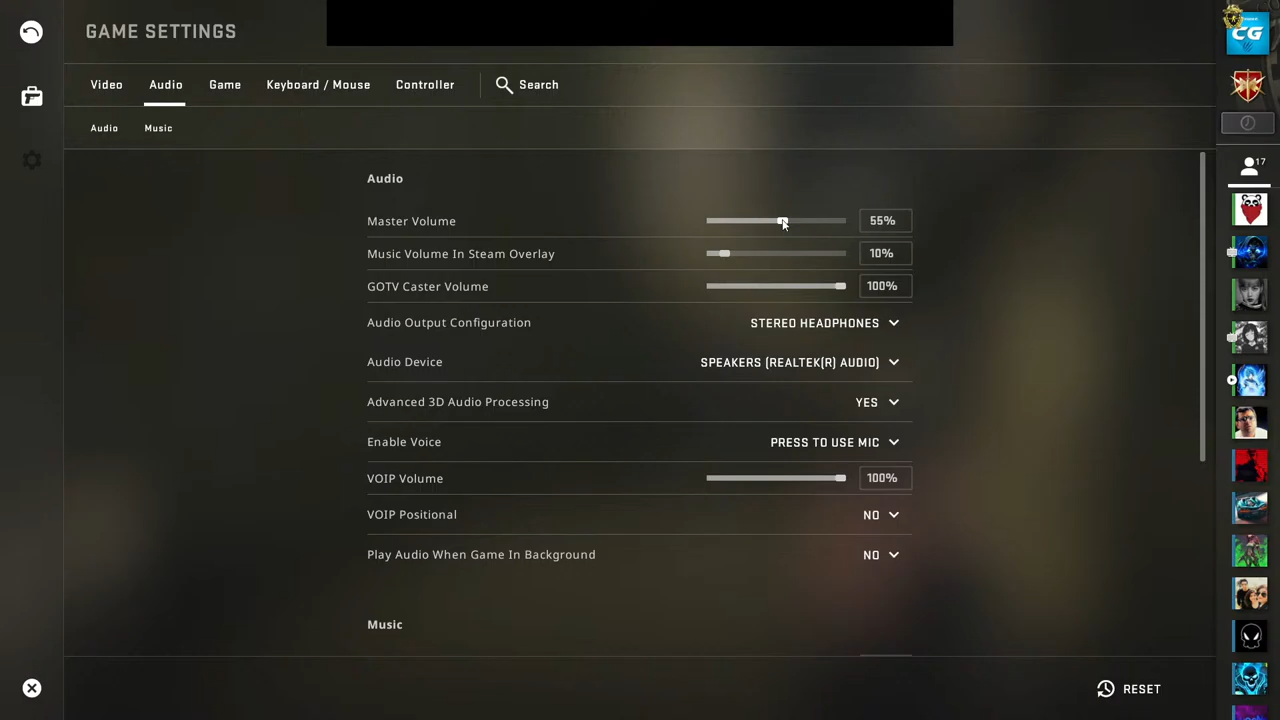 GAME SETTINGS
Video Audio Game Keyboard / Mouse Controller Search
Audio Music
Audio
Master Volume 55%
Music Volume In Steam Overlay 10%
GOTV Caster Volume 100%
Audio Output Configuration STEREO HEADPHONES
Audio Device SPEAKERS (REALTEK(R) AUDIO)
Advanced 3D Audio Processing YES
Enable Voice PRESS TO USE MIC
VOIP Volume 100%
VOIP Positional NO
Play Audio When Game In Background NO
Music
RESET
CG
17